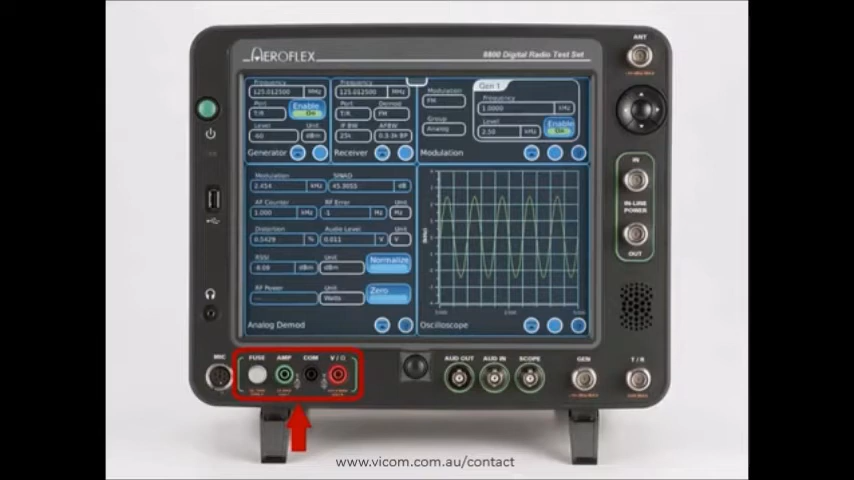 AEROFLEX
8800 Digital Radio Test Set
ANT
Frequency
125.012500 MHz
Port
T/R
Enable
On
Level
-60
Unit
dBm
Generator
Frequency
125.012500 MHz
Port
T/R
Demod
FM
IF BW
25k
AFBW
0.3-3k BP
Receiver
Modulation
FM
Group
Analog
Gen 1
Frequency
1.0000 kHz
Level
2.50 kHz
Enable
On
Modulation
Modulation
2.454 kHz
SINAD
45.3055 dB
AF Counter
1.000 kHz
RF Error
-1 Hz
Unit
Hz
Distortion
0.5429 %
Audio Level
0.011 V
Unit
V
RSSI
-8.09 dBm
Unit
dBm
Normalize
RF Power
---
Unit
Watts
Zero
Analog Demod
Oscilloscope
IN
IN-LINE
POWER
OUT
MIC
FUSE
AMP
COM
V / Ω
AUD OUT
AUD IN
SCOPE
GEN
T / R
www.vicom.com.au/contact